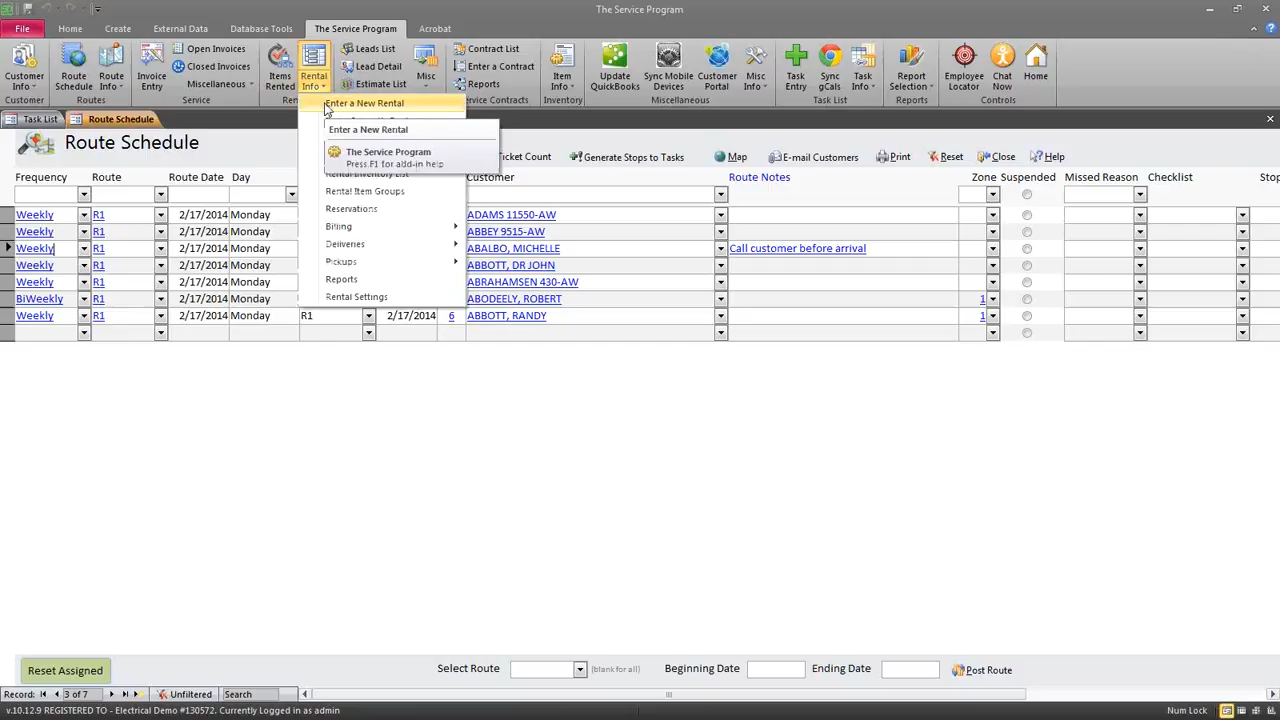 The Service Program
File Home Create External Data Database Tools The Service Program Acrobat
Customer Info Route Schedule Route Info Invoice Entry Open Invoices Closed Invoices Miscellaneous Items Rented Rental Info Leads List Lead Detail Estimate List Misc Contract List Enter a Contract Reports Item Info Update QuickBooks Sync Mobile Devices Customer Portal Misc Info Task Entry Sync gCals Task Info Report Selection Employee Locator Chat Now Home
Customer Routes Service Miscellaneous Service Contracts Inventory Miscellaneous Task List Reports Controls
Task List Route Schedule
Enter a New Rental
Enter a New Rental
The Service Program
Press F1 for add-in help
Rental Inventory List
Rental Item Groups
Reservations
Billing
Deliveries
Pickups
Reports
Rental Settings
Route Schedule
Ticket Count Generate Stops to Tasks Map E-mail Customers Print Reset Close Help
Frequency Route Route Date Day Customer Route Notes Zone Suspended Missed Reason Checklist Stop
Weekly R1 2/17/2014 Monday ADAMS 11550-AW
Weekly R1 2/17/2014 Monday ABBEY 9515-AW
Weekly R1 2/17/2014 Monday ABALBO, MICHELLE Call customer before arrival
Weekly R1 2/17/2014 Monday ABBOTT, DR JOHN
Weekly R1 2/17/2014 Monday ABRAHAMSEN 430-AW
BiWeekly R1 2/17/2014 Monday ABODEELY, ROBERT 1
Weekly R1 2/17/2014 Monday R1 2/17/2014 6 ABBOTT, RANDY 1
Reset Assigned Select Route (blank for all) Beginning Date Ending Date Post Route
Record: 3 of 7 Unfiltered Search
v.10.12.9 REGISTERED TO - Electrical Demo #130572. Currently Logged in as admin Num Lock